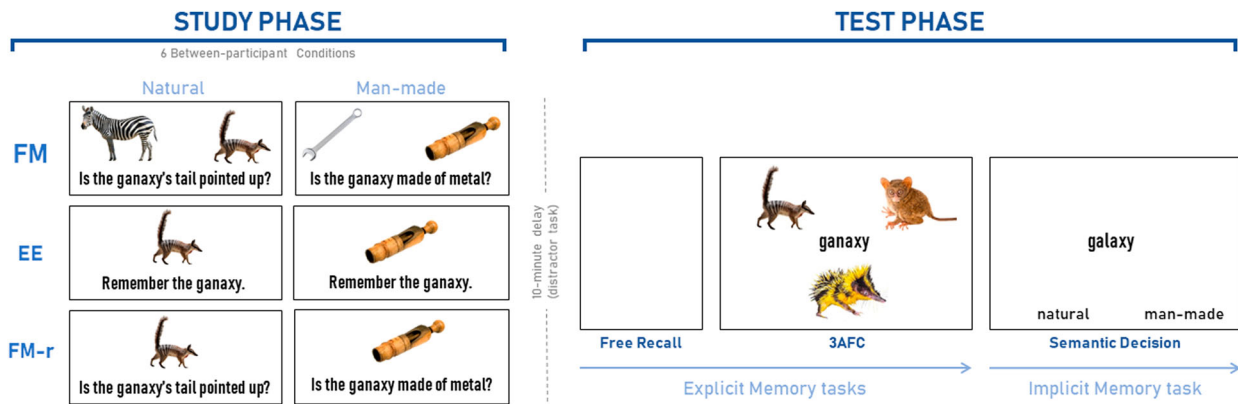 STUDY PHASE
6 Between-participant Conditions
Natural
Man-made
FM
Is the ganaxy's tail pointed up?
Is the ganaxy made of metal?
EE
Remember the ganaxy.
Remember the ganaxy.
FM-r
Is the ganaxy's tail pointed up?
Is the ganaxy made of metal?
10-minute delay
(distractor task)
TEST PHASE
ganaxy
galaxy
natural
man-made
Free Recall
3AFC
Semantic Decision
Explicit Memory tasks
Implicit Memory task